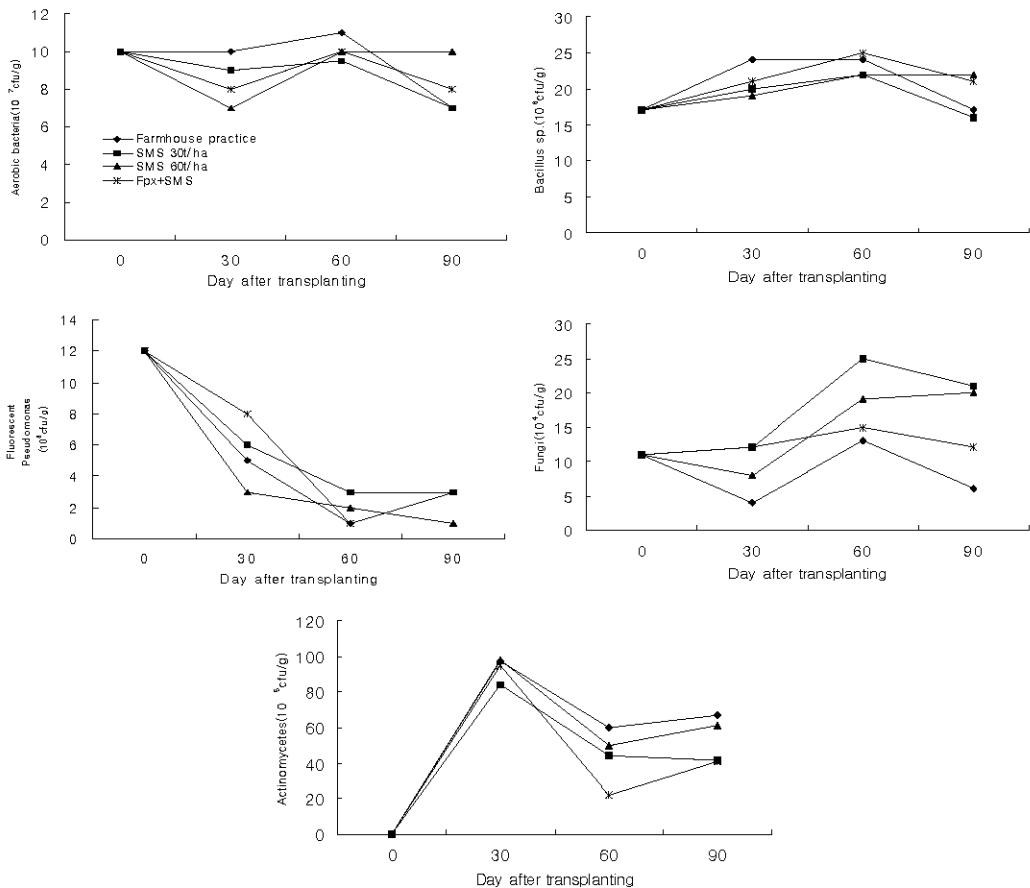 12
10
8
6
4
2
0
Aerobic bacteria(10 7cfu/g)
Farmhouse practice
SMS 30t/ha
SMS 60t/ha
Fpx+SMS
0 30 60 90
Day after transplanting
30
25
20
15
10
5
0
Bacillus sp.(10 6cfu/g)
0 30 60 90
Day after transplanting
14
12
10
8
6
4
2
0
Fluorescent
Pseudomonas
0 30 60 90
Day after transplanting
30
25
20
15
10
5
0
Fungi(10 4cfu/g)
0 30 60 90
Day after transplanting
120
100
80
60
40
20
0
Actinomycetes(10 cfu/g)
0 30 60 90
Day after transplanting